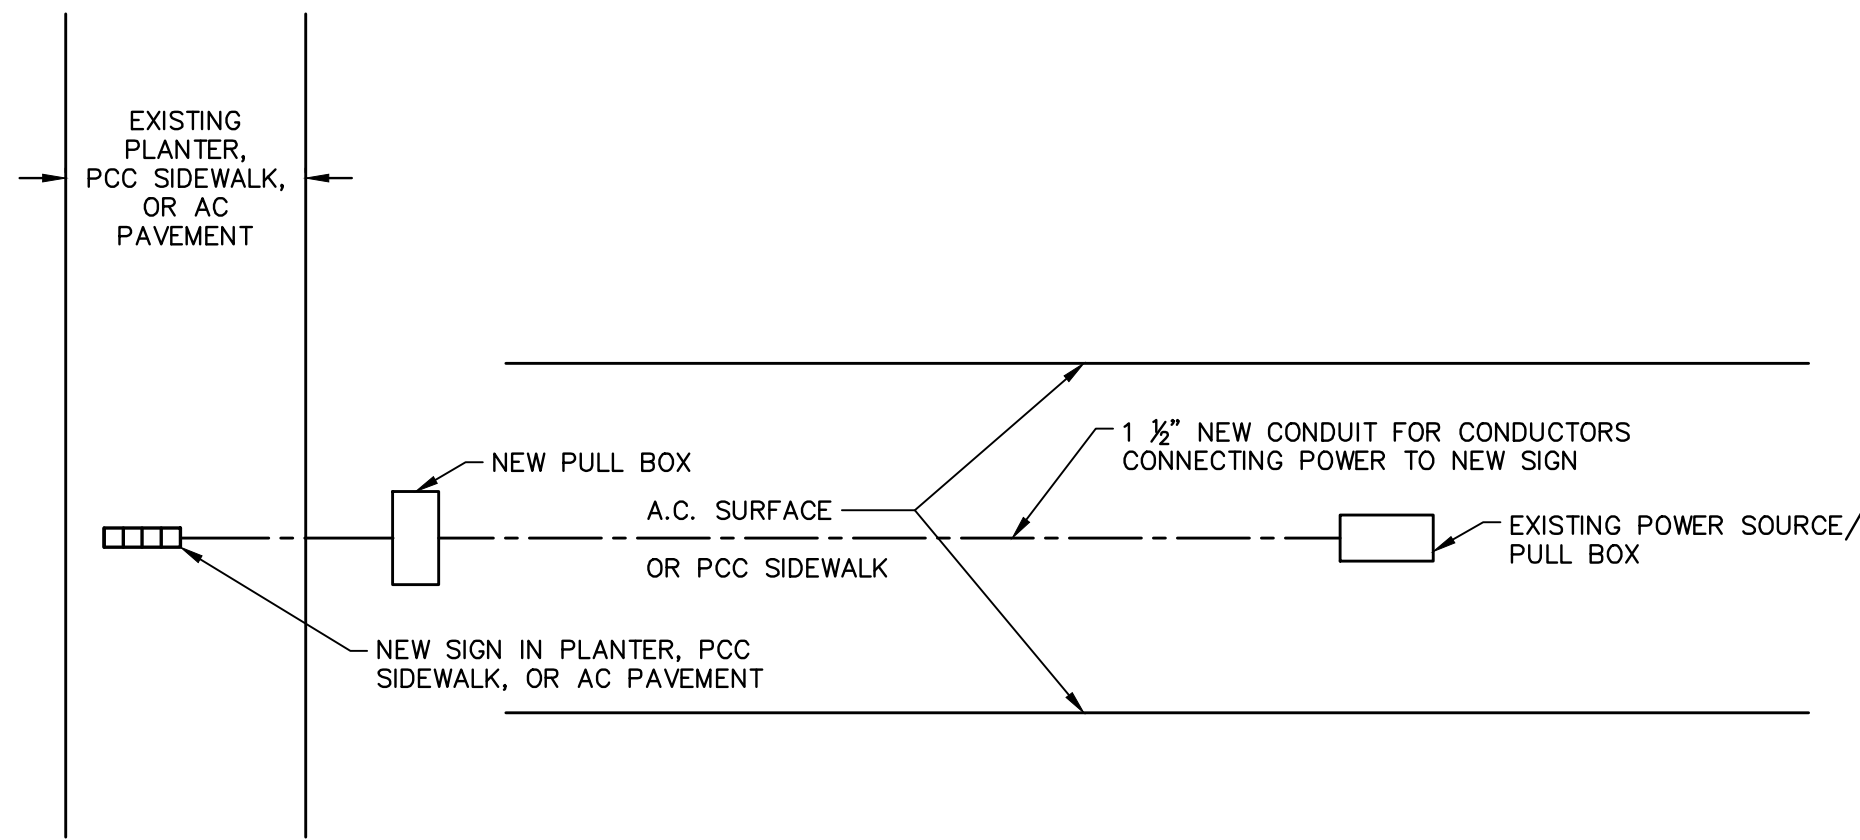 EXISTING
PLANTER,
PCC SIDEWALK,
OR AC
PAVEMENT
1 ½" NEW CONDUIT FOR CONDUCTORS
CONNECTING POWER TO NEW SIGN
NEW PULL BOX
A.C. SURFACE
OR PCC SIDEWALK
EXISTING POWER SOURCE/
PULL BOX
NEW SIGN IN PLANTER, PCC
SIDEWALK, OR AC PAVEMENT